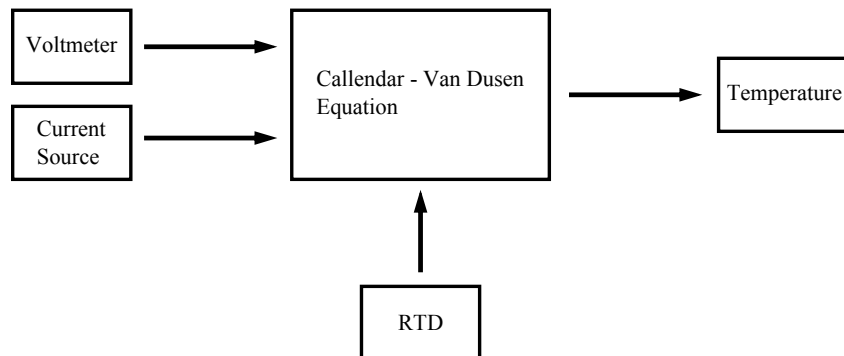 Voltmeter
Current
Source
Callendar - Van Dusen
Equation
Temperature
RTD